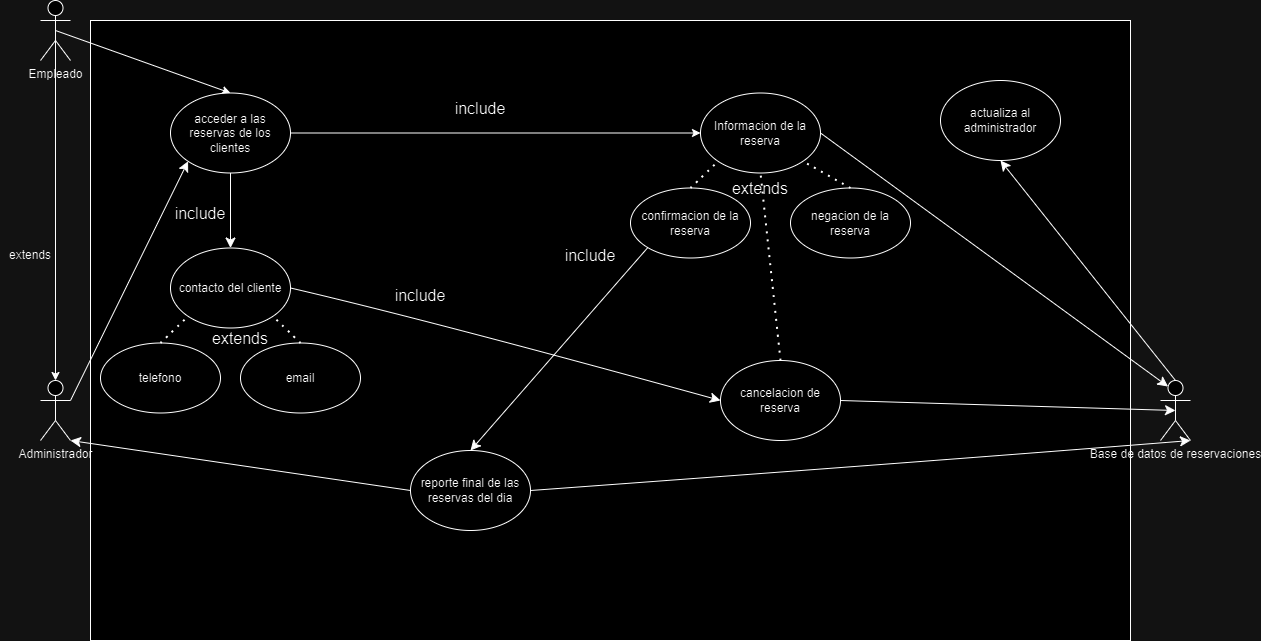 Empleado
acceder a las
reservas de los
clientes
include
Informacion de la
reserva
actualiza al
administrador
extends
confirmacion de la
reserva
negacion de la
reserva
include
extends
include
contacto del cliente
include
extends
telefono
email
cancelacion de
reserva
Administrador
Base de datos de reservaciones
reporte final de las
reservas del dia